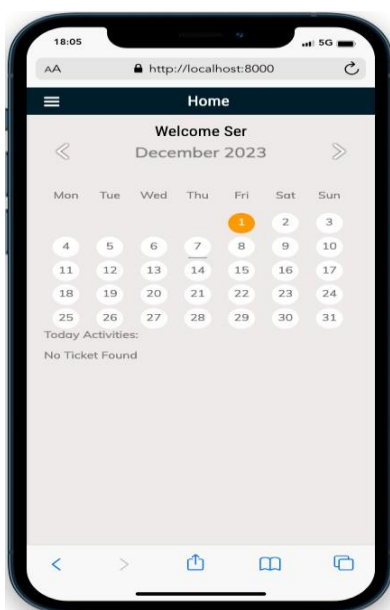 18:05 5G
AA http://localhost:8000
Home
Welcome Ser
December 2023
Mon Tue Wed Thu Fri Sat Sun
1 2 3
4 5 6 7 8 9 10
11 12 13 14 15 16 17
18 19 20 21 22 23 24
25 26 27 28 29 30 31
Today Activities:
No Ticket Found